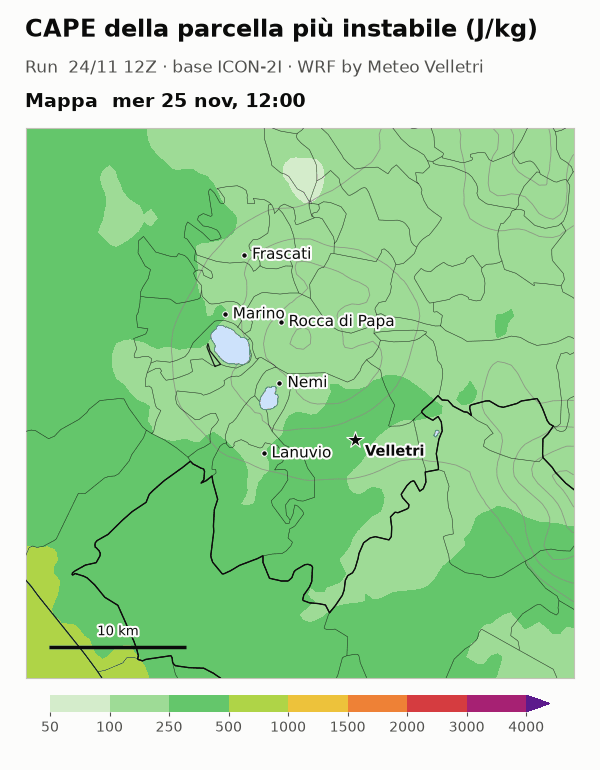 CAPE della parcella più instabile (J/kg)
Run  24/11 12Z · base ICON-2I · WRF by Meteo Velletri
Mappa  mer 25 nov, 12:00
Frascati
Marino
Rocca di Papa
Nemi
Velletri
Lanuvio
10 km
50 100 250 500 1000 1500 2000 3000 4000